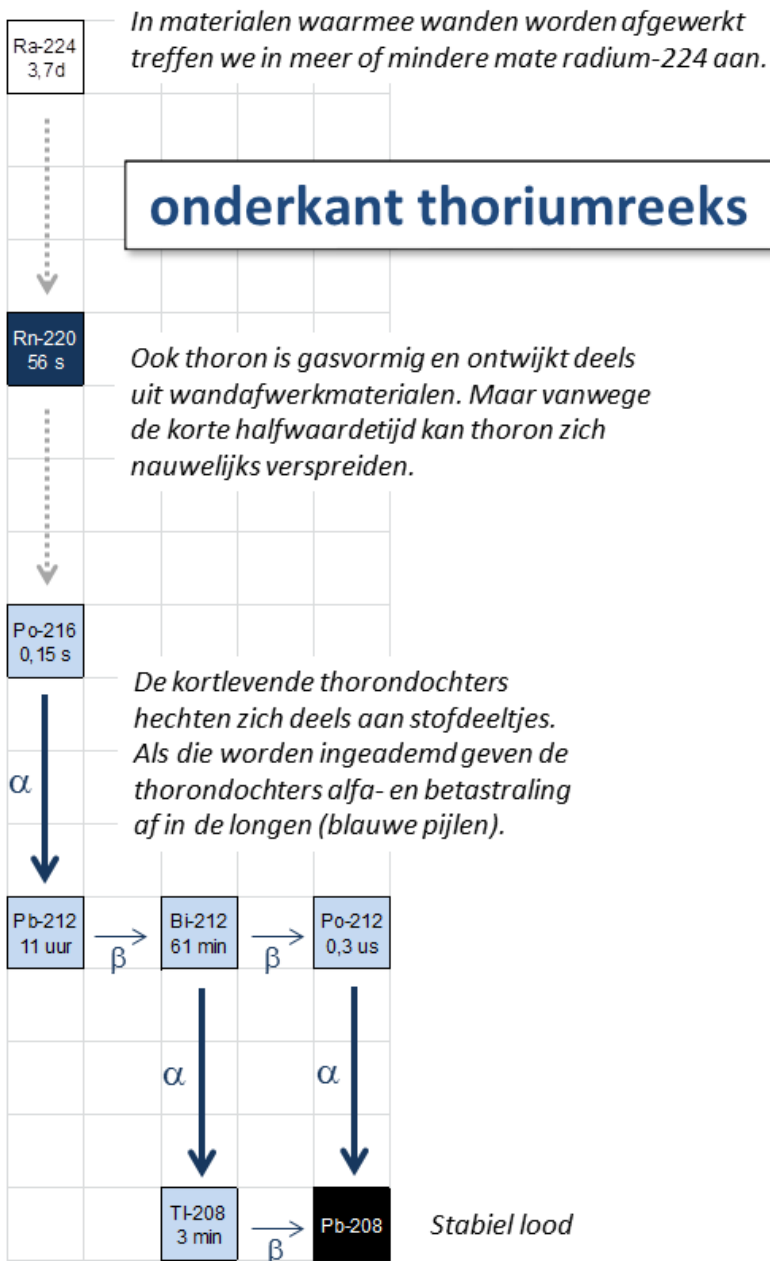 Ra-224
3,7d
In materialen waarmee wanden worden afgewerkt
treffen we in meer of mindere mate radium-224 aan.
onderkant thoriumreeks
Rn-220
56 s
Ook thoron is gasvormig en ontwijkt deels
uit wandafwerkmaterialen. Maar vanwege
de korte halfwaardetijd kan thoron zich
nauwelijks verspreiden.
Po-216
0,15 s
De kortlevende thorondochters
hechten zich deels aan stofdeeltjes.
Als die worden ingeademd geven de
thorondochters alfa- en betastraling
af in de longen (blauwe pijlen).
α
Pb-212
11 uur
β
Bi-212
61 min
β
Po-212
0,3 us
α
α
Tl-208
3 min
β
Pb-208
Stabiel lood